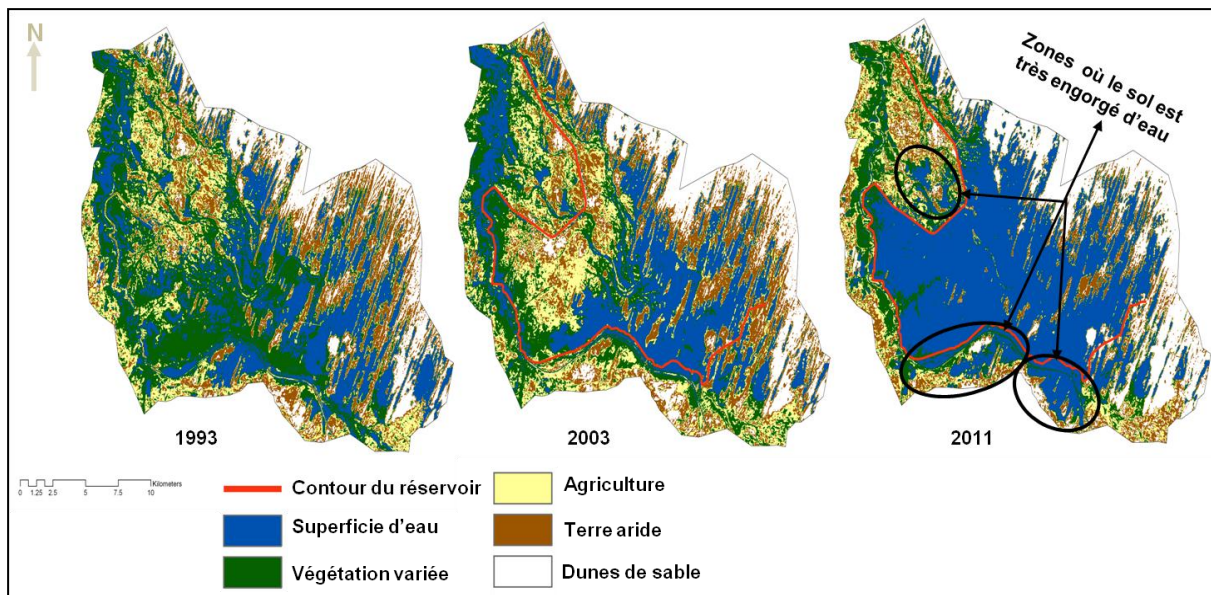 N
Zones où le sol est
très engorgé d'eau
1993
2003
2011
0 1.25 2.5 5 7.5 10
Kilometers
Contour du réservoir
Superficie d'eau
Végétation variée
Agriculture
Terre aride
Dunes de sable